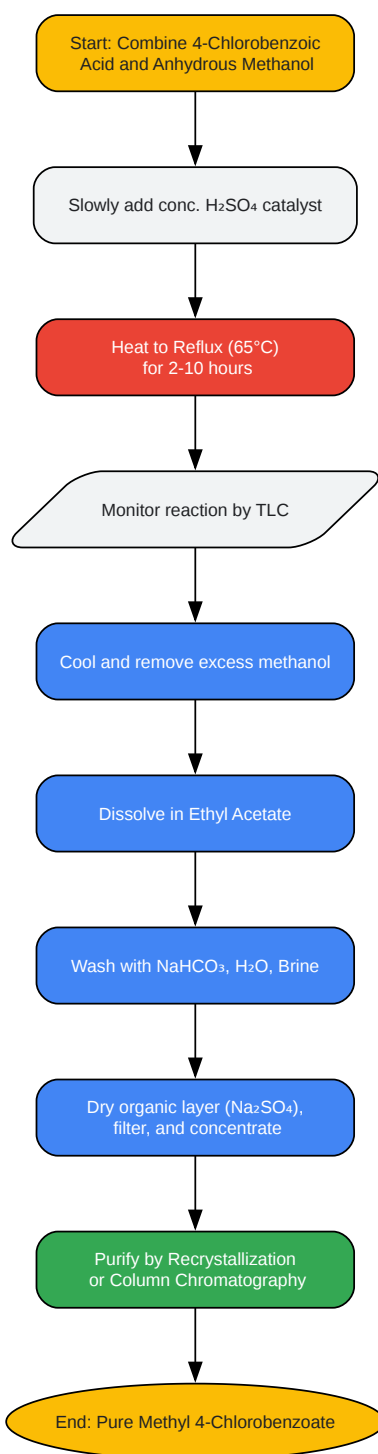 Start: Combine 4-Chlorobenzoic
Acid and Anhydrous Methanol
Slowly add conc. H₂SO₄ catalyst
Heat to Reflux (65°C)
for 2-10 hours
Monitor reaction by TLC
Cool and remove excess methanol
Dissolve in Ethyl Acetate
Wash with NaHCO₃, H₂O, Brine
Dry organic layer (Na₂SO₄),
filter, and concentrate
Purify by Recrystallization
or Column Chromatography
End: Pure Methyl 4-Chlorobenzoate